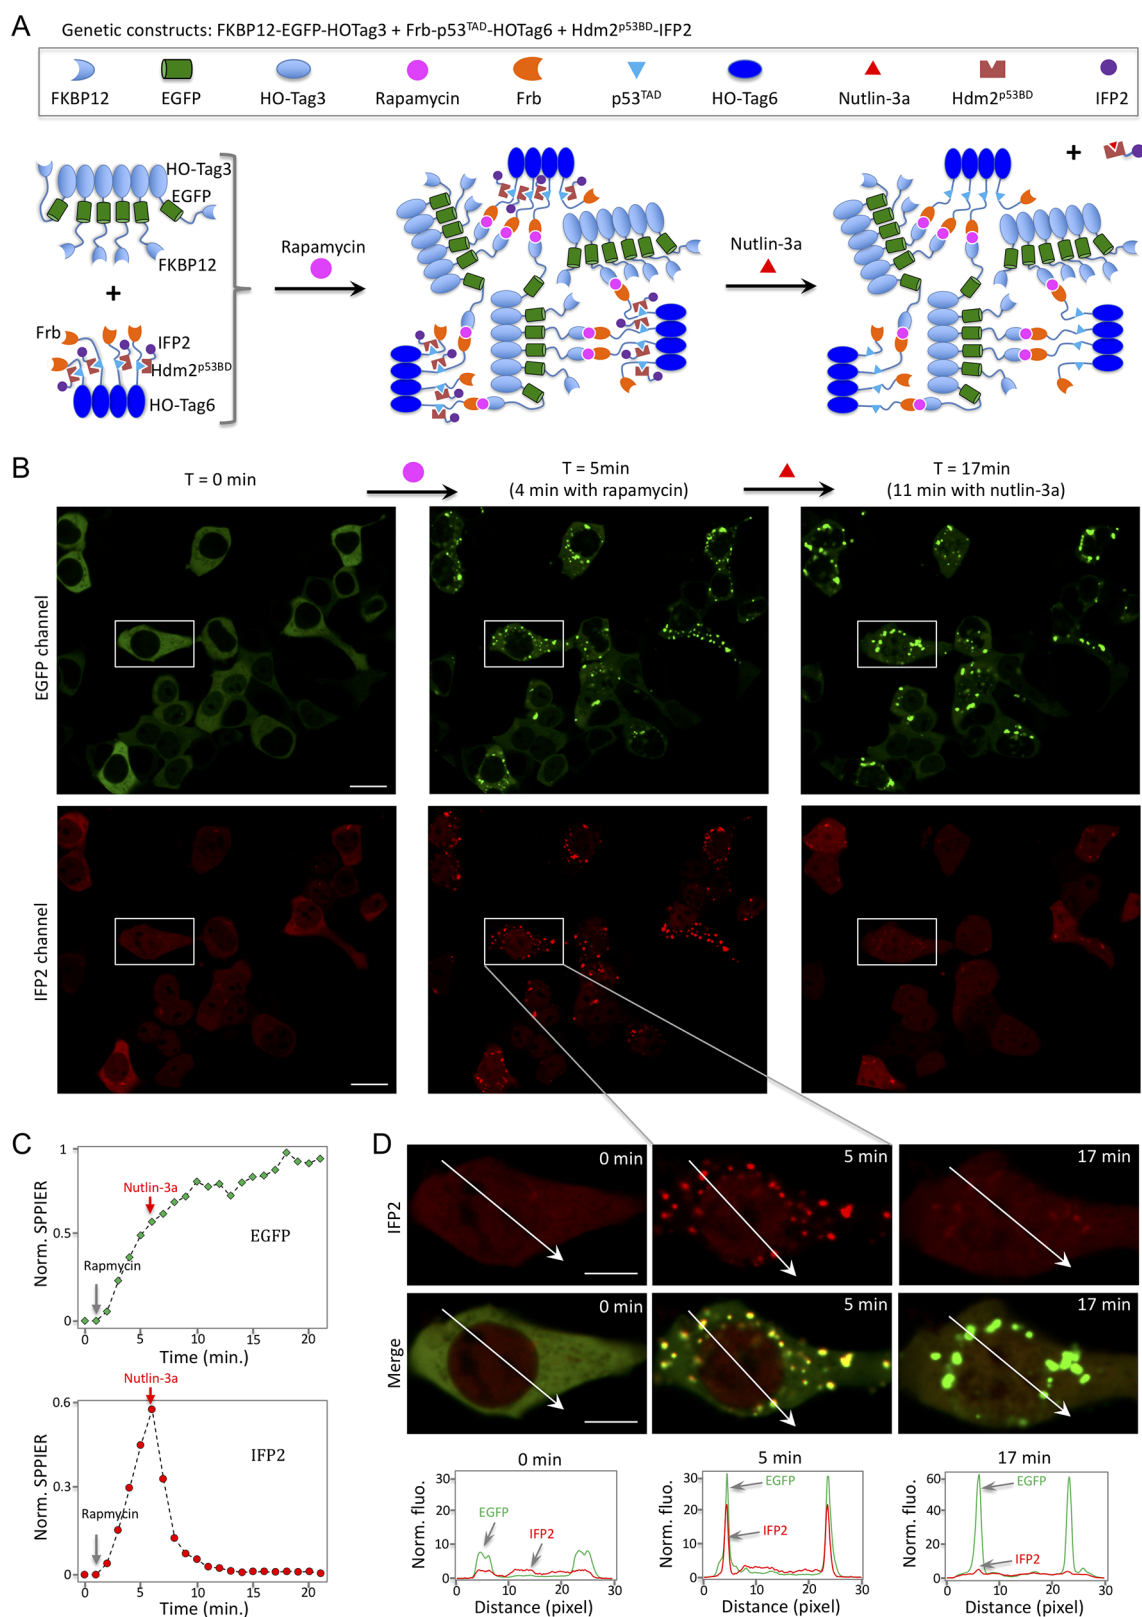 A
Genetic constructs: FKBP12-EGFP-HOTag3 + Frb-p53TAD-HOTag6 + Hdm2p53BD-IFP2
FKBP12 EGFP HO-Tag3 Rapamycin Frb p53TAD HO-Tag6 Nutlin-3a Hdm2p53BD IFP2
HO-Tag3
EGFP
FKBP12
+
Frb
IFP2
Hdm2p53BD
HO-Tag6
Rapamycin
Nutlin-3a
+
B
T = 0 min
T = 5min
(4 min with rapamycin)
T = 17min
(11 min with nutlin-3a)
EGFP channel
IFP2 channel
C
Norm. SPPIER
1
0.5
0
Nutlin-3a
Rapmycin
EGFP
0 5 10 15 20
Time (min.)
Norm. SPPIER
0.6
0.3
0
Nutlin-3a
Rapmycin
IFP2
0 5 10 15 20
Time (min.)
D
IFP2
0 min
5 min
17 min
Merge
0 min
5 min
17 min
0 min
Norm. fluo.
30
20
10
0
EGFP
IFP2
0 10 20 30
Distance (pixel)
5 min
Norm. fluo.
30
20
10
0
EGFP
IFP2
0 10 20 30
Distance (pixel)
17 min
Norm. fluo.
60
40
20
0
EGFP
IFP2
0 10 20 30
Distance (pixel)